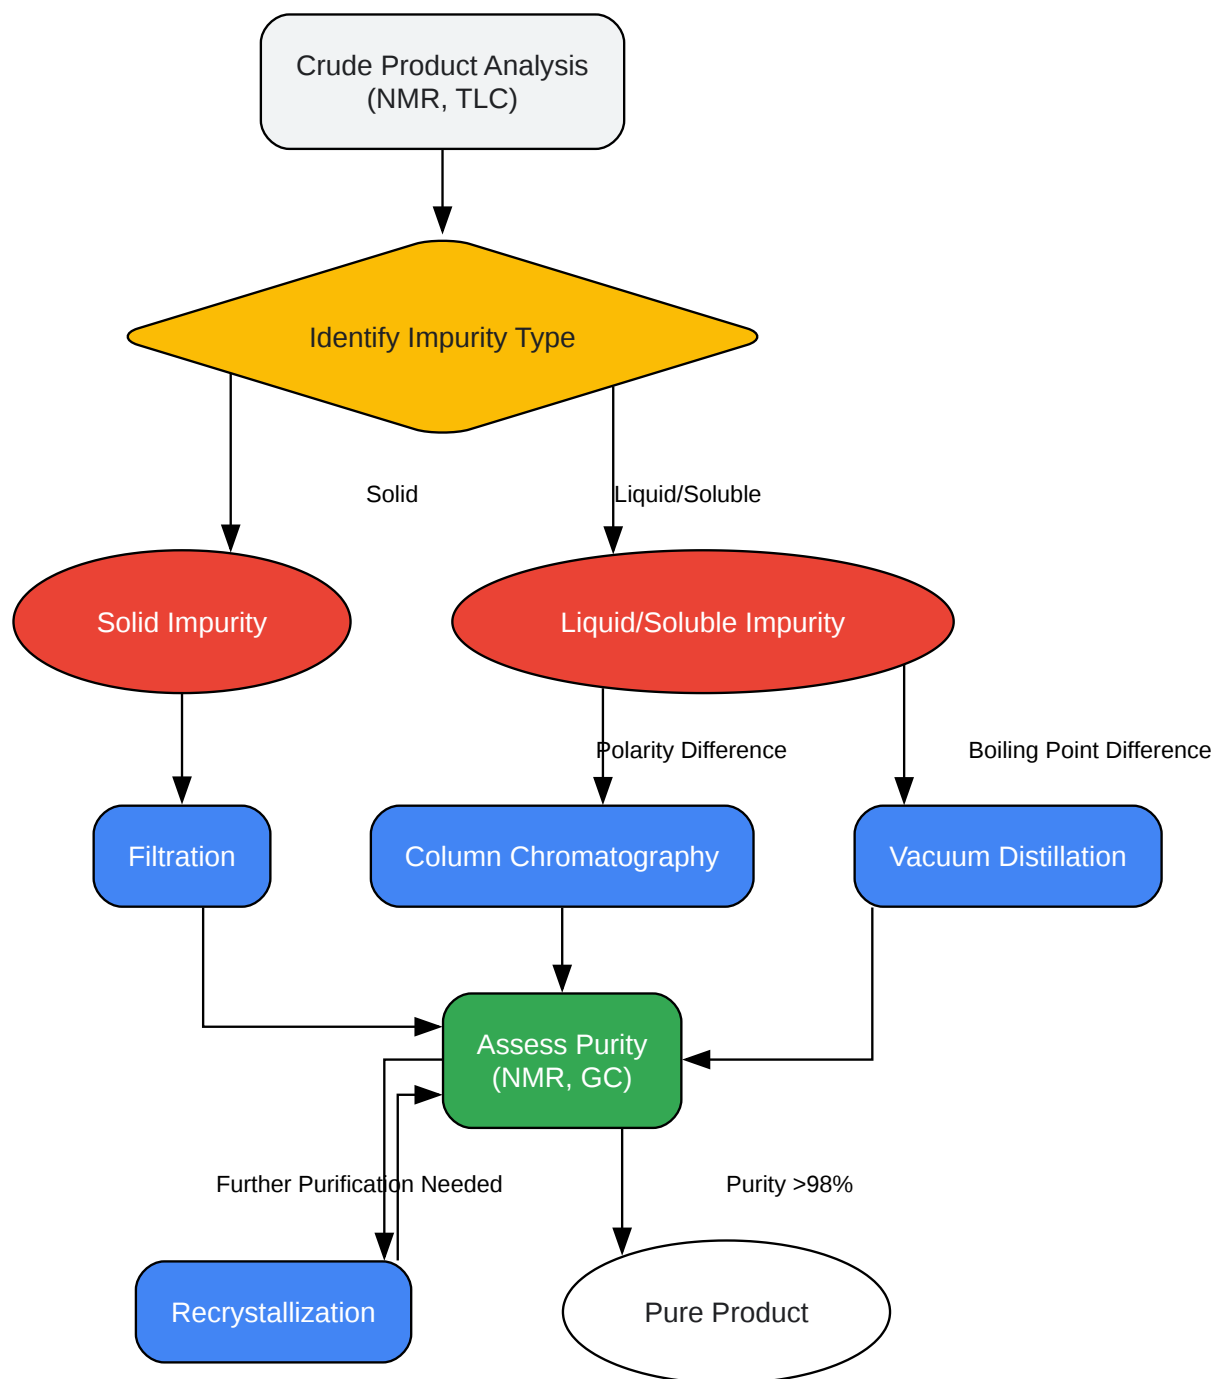 Crude Product Analysis
(NMR, TLC)
Identify Impurity Type
Solid
Liquid/Soluble
Solid Impurity
Liquid/Soluble Impurity
Polarity Difference
Boiling Point Difference
Filtration
Column Chromatography
Vacuum Distillation
Assess Purity
(NMR, GC)
Further Purification Needed
Purity >98%
Recrystallization
Pure Product